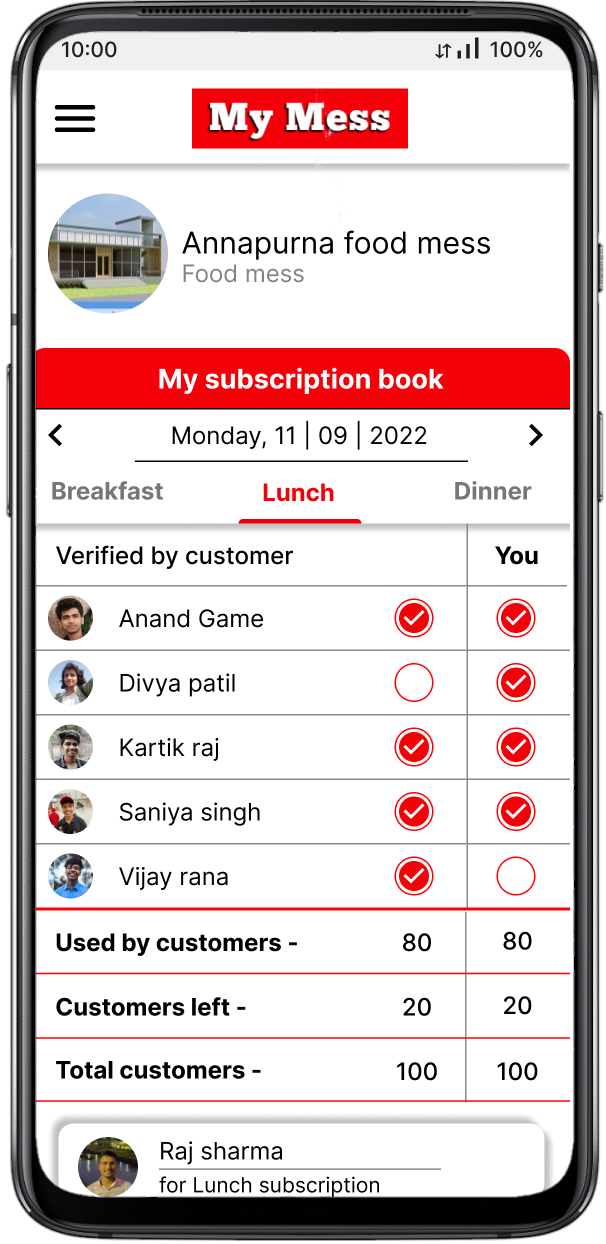 10:00 100%
My Mess
Annapurna food mess
Food mess
My subscription book
Monday, 11 | 09 | 2022
Breakfast Lunch Dinner
Verified by customer You
Anand Game
Divya patil
Kartik raj
Saniya singh
Vijay rana
Used by customers - 80 80
Customers left - 20 20
Total customers - 100 100
Raj sharma
for Lunch subscription